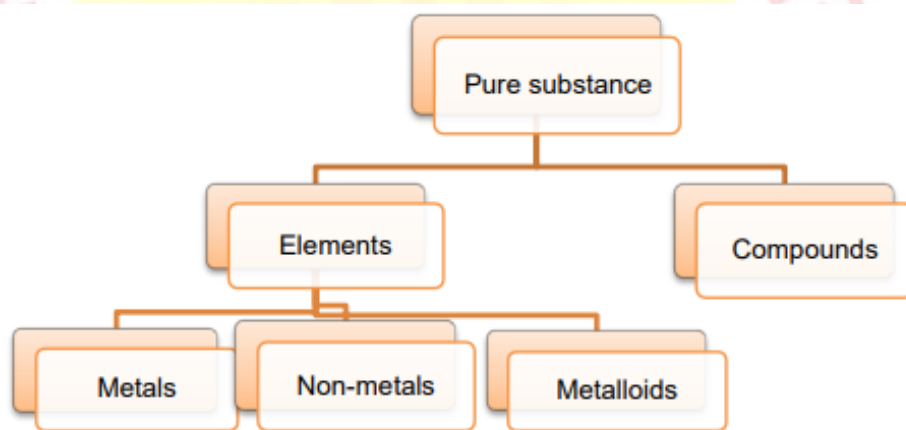 Pure substance
Elements
Compounds
Metals
Non-metals
Metalloids